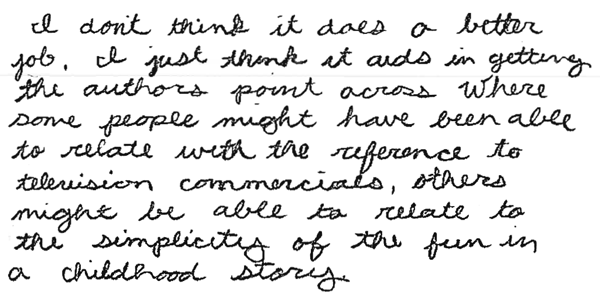 I don't think it does a better
job. I just think it aids in getting
the authors point across Where
some people might have been able
to relate with the reference to
television commercials, others
might be able to relate to
the simplicity of the fun in
a childhood story.